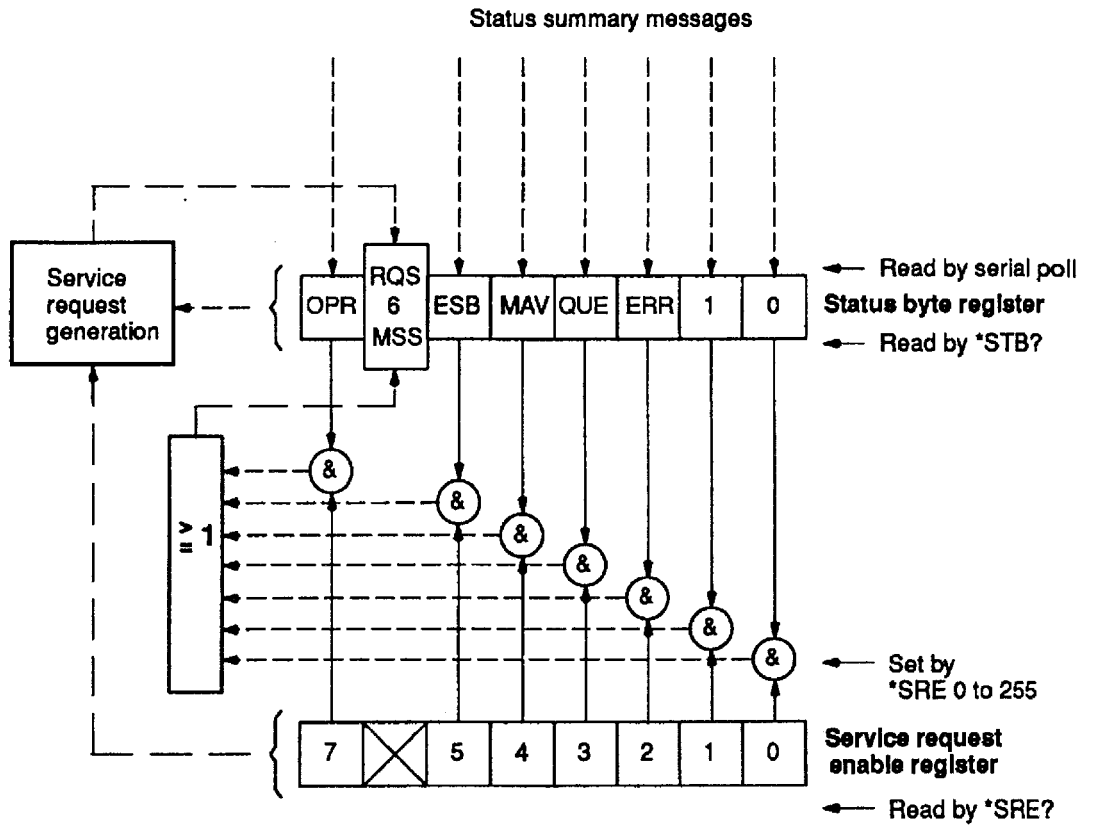 Status summary messages
Service
request
generation
OPR
RQS
6
MSS
ESB
MAV
QUE
ERR
1
0
Read by serial poll
Status byte register
Read by *STB?
&
&
&
&
&
&
&
≥ 1
Set by
*SRE 0 to 255
7
5
4
3
2
1
0
Service request
enable register
Read by *SRE?